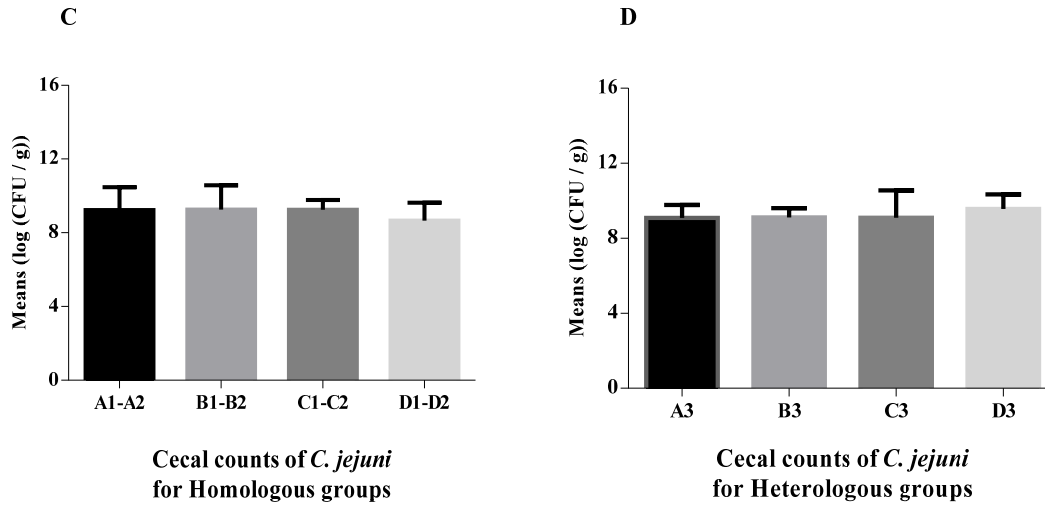 C
Means (log (CFU / g))
16
12
8
4
0
A1-A2 B1-B2 C1-C2 D1-D2
Cecal counts of C. jejuni
for Homologous groups
D
Means (log (CFU / g))
16
12
8
4
0
A3 B3 C3 D3
Cecal counts of C. jejuni
for Heterologous groups